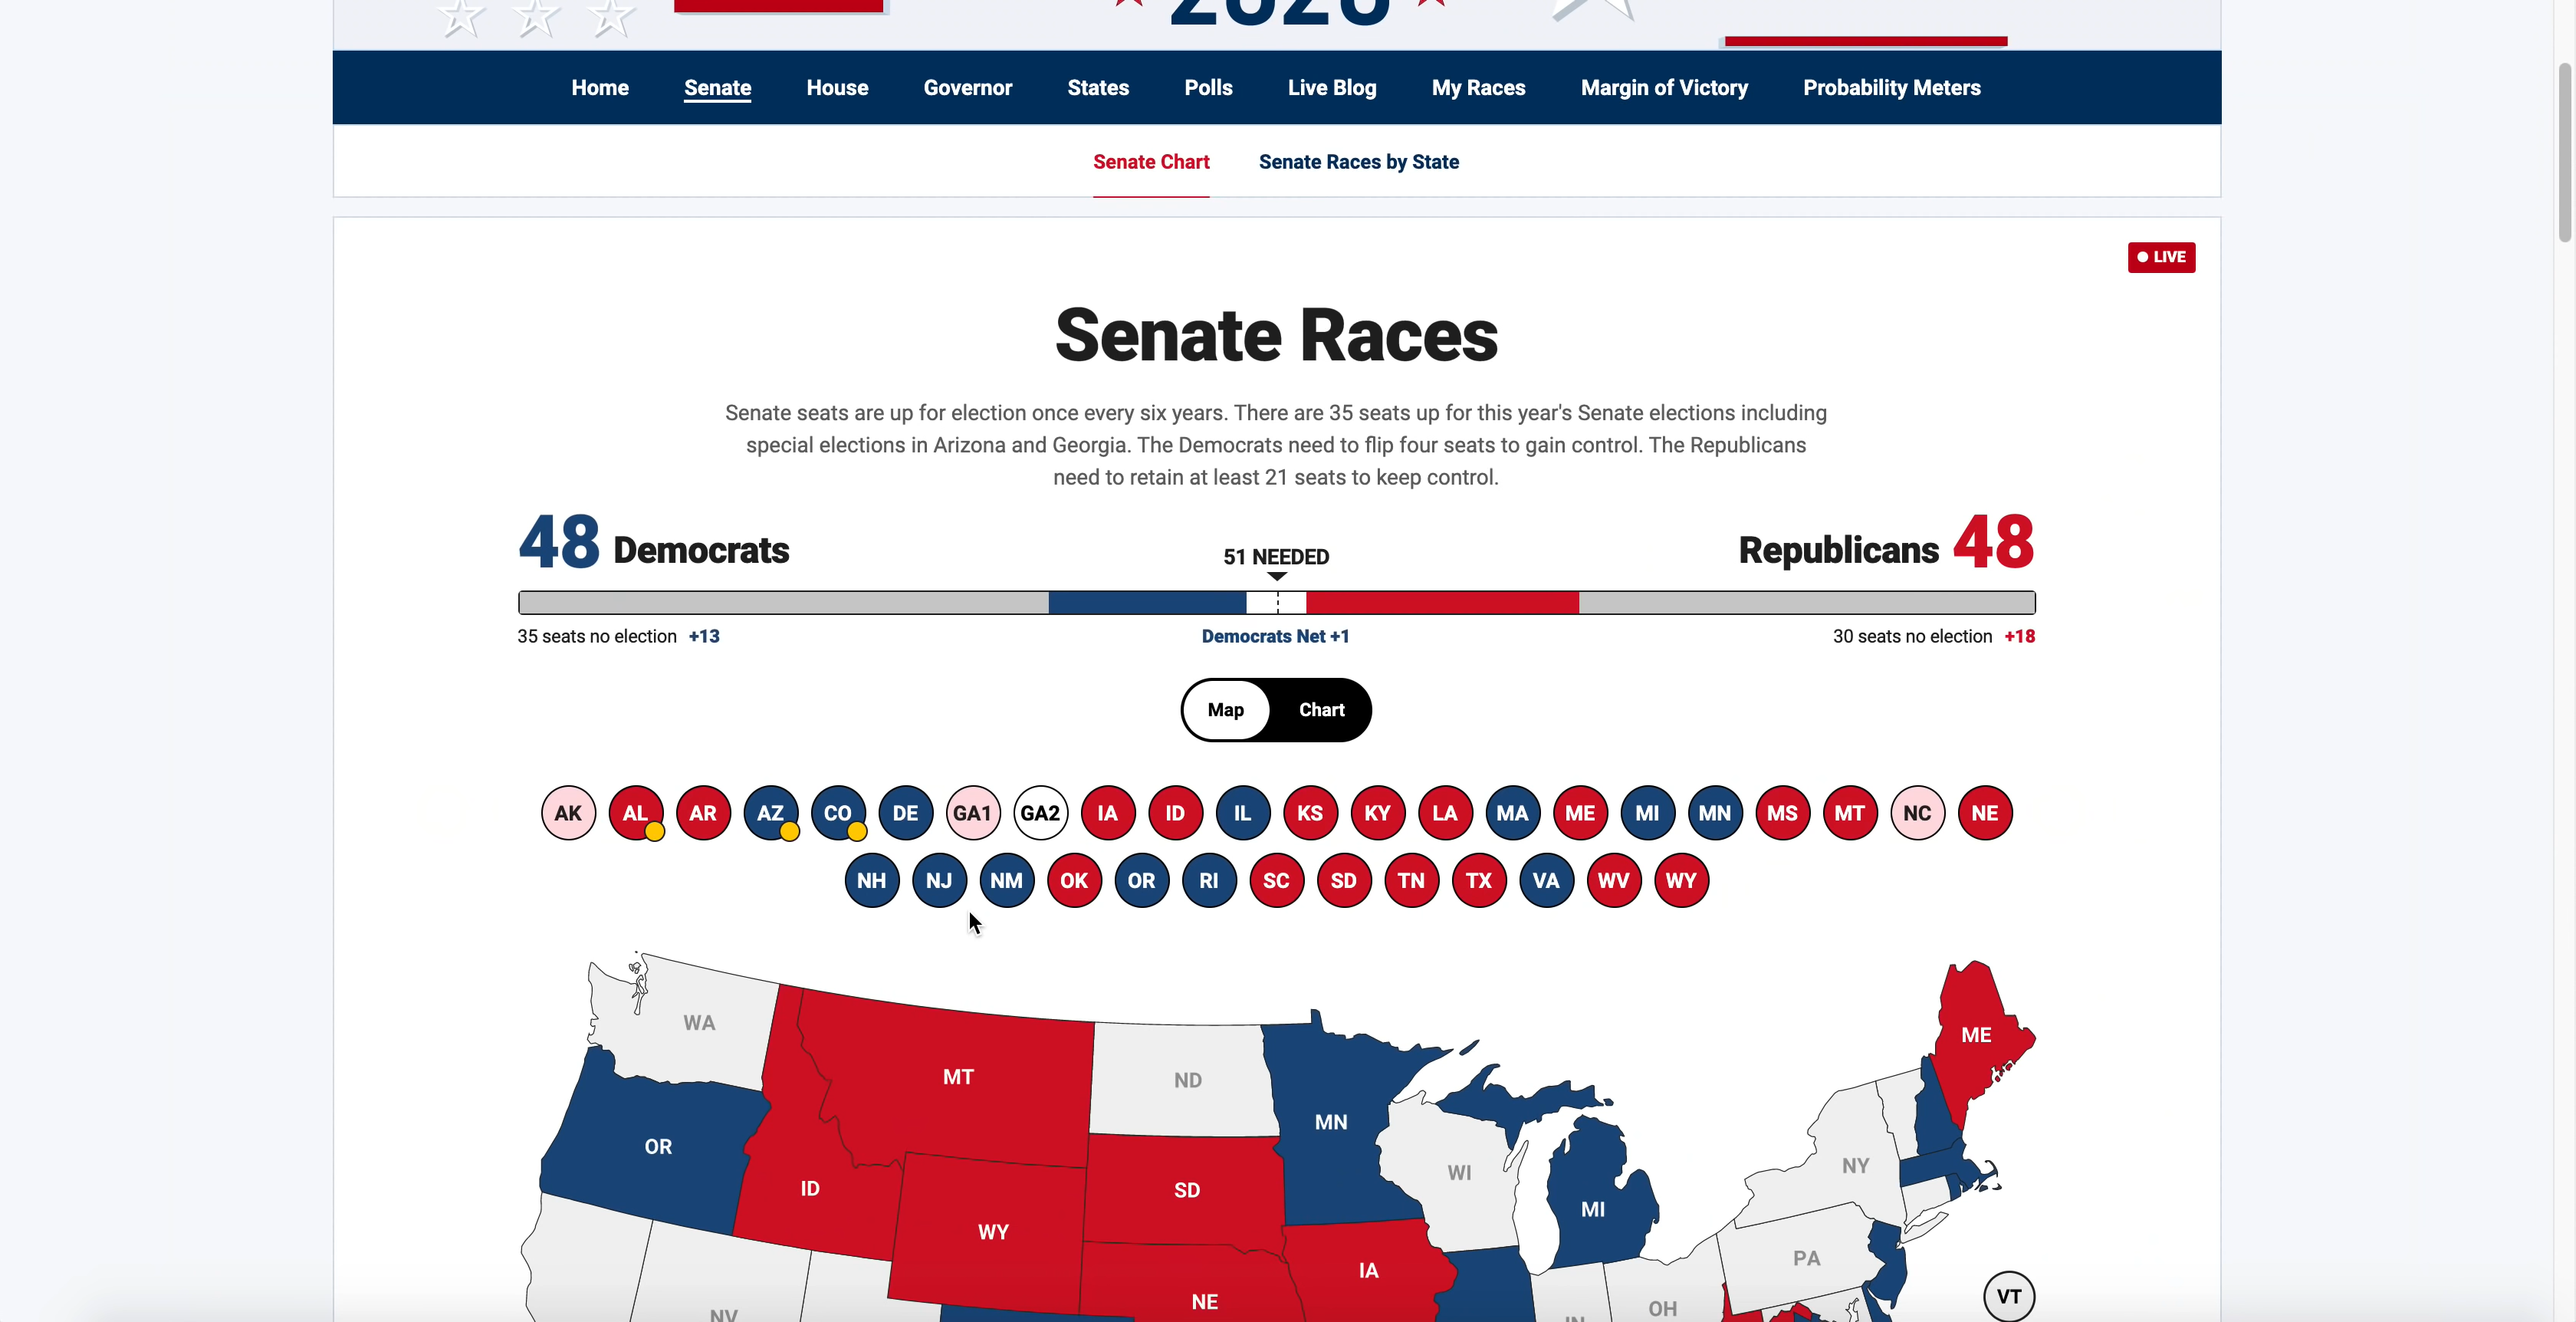 2020
Home Senate House Governor States Polls Live Blog My Races Margin of Victory Probability Meters
Senate Chart Senate Races by State
LIVE
Senate Races
Senate seats are up for election once every six years. There are 35 seats up for this year's Senate elections including
special elections in Arizona and Georgia. The Democrats need to flip four seats to gain control. The Republicans
need to retain at least 21 seats to keep control.
48 Democrats
51 NEEDED
Republicans 48
35 seats no election +13
Democrats Net +1
30 seats no election +18
Map Chart
AK AL AR AZ CO DE GA1 GA2 IA ID IL KS KY LA MA ME MI MN MS MT NC NE
NH NJ NM OK OR RI SC SD TN TX VA WV WY
WA
ME
MT
ND
MN
OR
NY
WI
ID
SD
MI
WY
PA
IA
NE
VT
OH
NV
IN